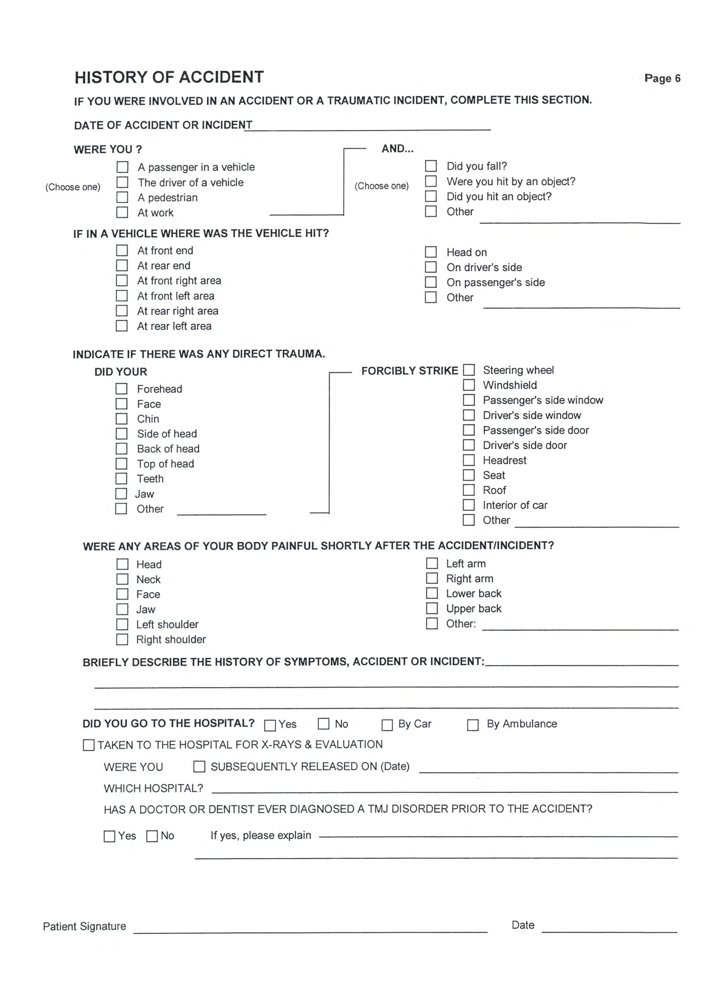 HISTORY OF ACCIDENT Page 6
IF YOU WERE INVOLVED IN AN ACCIDENT OR A TRAUMATIC INCIDENT, COMPLETE THIS SECTION.
DATE OF ACCIDENT OR INCIDENT
WERE YOU ?
(Choose one)
A passenger in a vehicle
The driver of a vehicle
A pedestrian
At work
AND...
(Choose one)
Did you fall?
Were you hit by an object?
Did you hit an object?
Other
IF IN A VEHICLE WHERE WAS THE VEHICLE HIT?
At front end
At rear end
At front right area
At front left area
At rear right area
At rear left area
Head on
On driver's side
On passenger's side
Other
INDICATE IF THERE WAS ANY DIRECT TRAUMA.
DID YOUR
Forehead
Face
Chin
Side of head
Back of head
Top of head
Teeth
Jaw
Other
FORCIBLY STRIKE
Steering wheel
Windshield
Passenger's side window
Driver's side window
Passenger's side door
Driver's side door
Headrest
Seat
Roof
Interior of car
Other
WERE ANY AREAS OF YOUR BODY PAINFUL SHORTLY AFTER THE ACCIDENT/INCIDENT?
Head
Neck
Face
Jaw
Left shoulder
Right shoulder
Left arm
Right arm
Lower back
Upper back
Other:
BRIEFLY DESCRIBE THE HISTORY OF SYMPTOMS, ACCIDENT OR INCIDENT:
DID YOU GO TO THE HOSPITAL? Yes No By Car By Ambulance
TAKEN TO THE HOSPITAL FOR X-RAYS & EVALUATION
WERE YOU SUBSEQUENTLY RELEASED ON (Date)
WHICH HOSPITAL?
HAS A DOCTOR OR DENTIST EVER DIAGNOSED A TMJ DISORDER PRIOR TO THE ACCIDENT?
Yes No If yes, please explain
Patient Signature Date